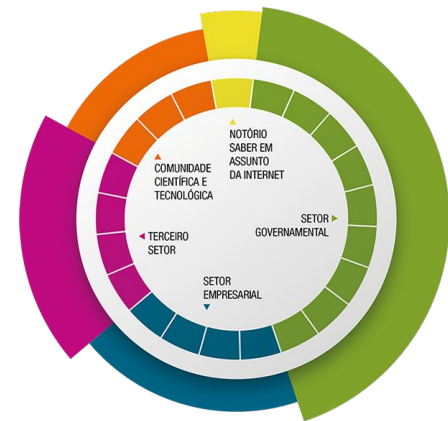 NOTÓRIO
SABER EM
ASSUNTO
DA INTERNET
COMUNIDADE
CIENTÍFICA E
TECNOLÓGICA
SETOR
GOVERNAMENTAL
TERCEIRO
SETOR
SETOR
EMPRESARIAL